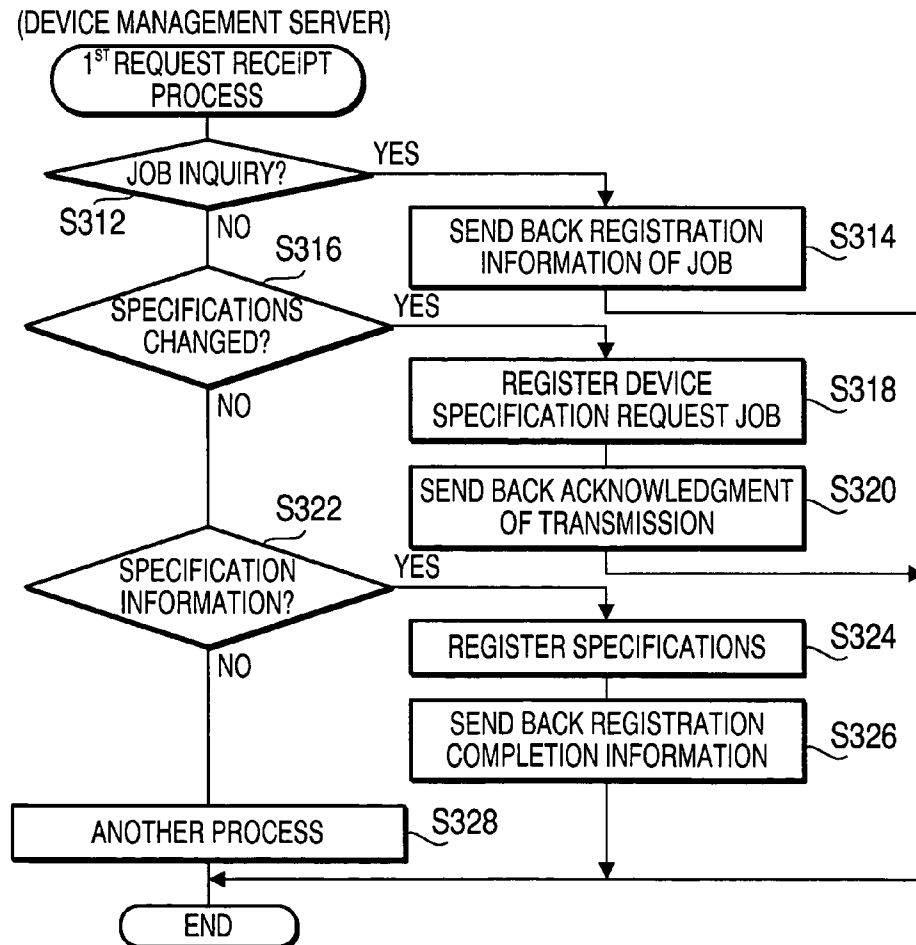 (DEVICE MANAGEMENT SERVER)
1ST REQUEST RECEIPT
PROCESS
JOB INQUIRY?
YES
S312
NO
SEND BACK REGISTRATION
INFORMATION OF JOB
S314
S316
SPECIFICATIONS
CHANGED?
YES
NO
REGISTER DEVICE
SPECIFICATION REQUEST JOB
S318
SEND BACK ACKNOWLEDGMENT
OF TRANSMISSION
S320
S322
SPECIFICATION
INFORMATION?
YES
NO
REGISTER SPECIFICATIONS
S324
SEND BACK REGISTRATION
COMPLETION INFORMATION
S326
ANOTHER PROCESS
S328
END